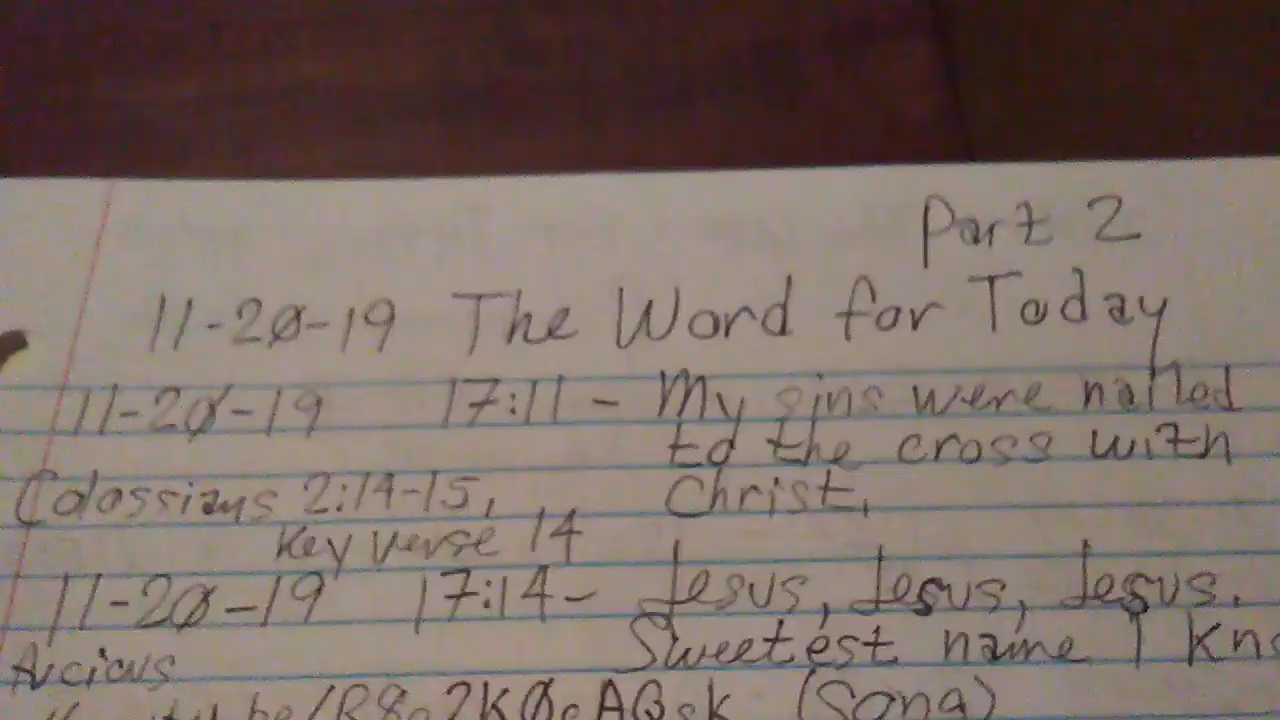 Part 2
11-20-19 The Word for Today
11-20-19 17:11 - My sins were nailed
to the cross with
Colossians 2:14-15, Christ,
Key verse 14
11-20-19 17:14- Jesus, Jesus, Jesus.
Sweetest name I
(Song)